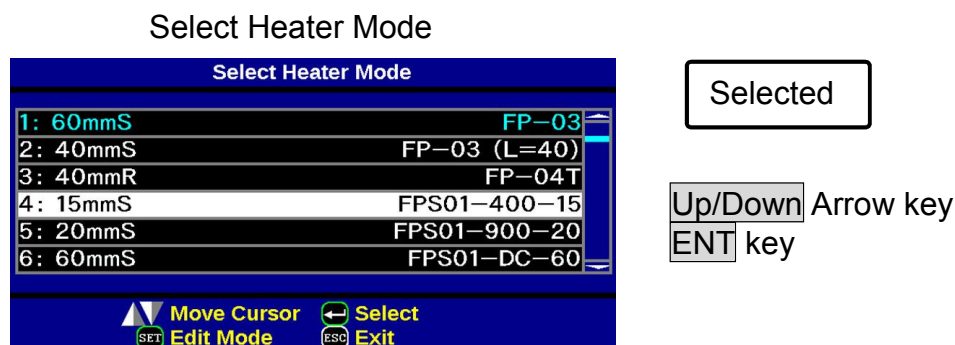 Select Heater Mode
Select Heater Mode
1: 60mmS FP-03
2: 40mmS FP-03 (L=40)
3: 40mmR FP-04T
4: 15mmS FPS01-400-15
5: 20mmS FPS01-900-20
6: 60mmS FPS01-DC-60
Move Cursor Select
SET Edit Mode ESC Exit
Selected
Up/Down Arrow key
ENT key